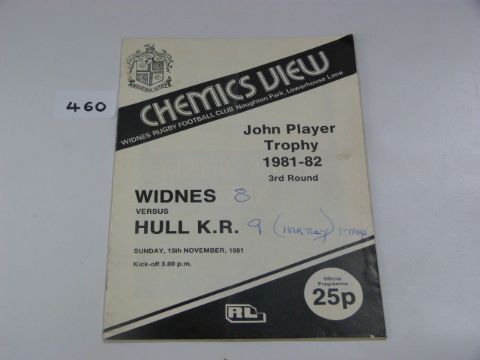 460
CHEMICS VIEW
WIDNES RUGBY FOOTBALL CLUB Naughton Park, Lowerhouse Lane
John Player
Trophy
1981-82
3rd Round
WIDNES 8
VERSUS
HULL K.R. 9 (HARTLEY)
SUNDAY, 15th NOVEMBER, 1981
Kick-off 3.00 p.m.
Official
Programme
25p
RL